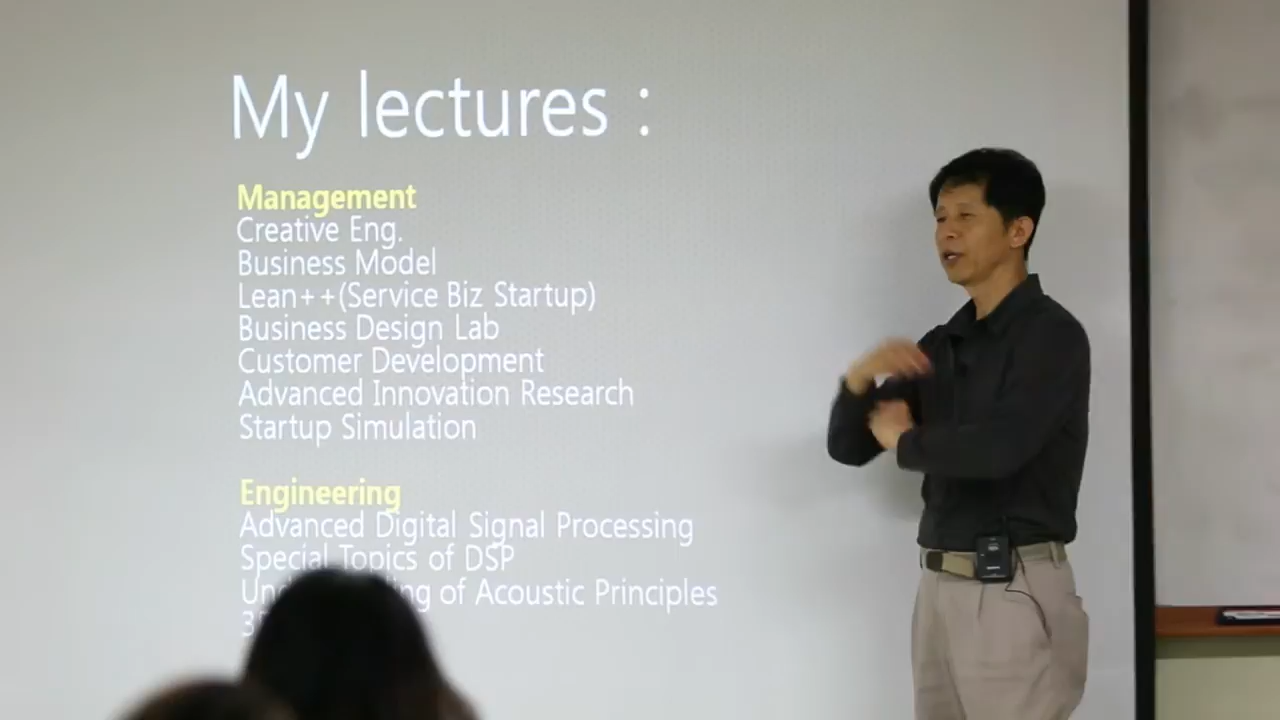 My lectures :
Management
Creative Eng.
Business Model
Lean++(Service Biz Startup)
Business Design Lab
Customer Development
Advanced Innovation Research
Startup Simulation
Engineering
Advanced Digital Signal Processing
Special Topics of DSP
of Acoustic Principles